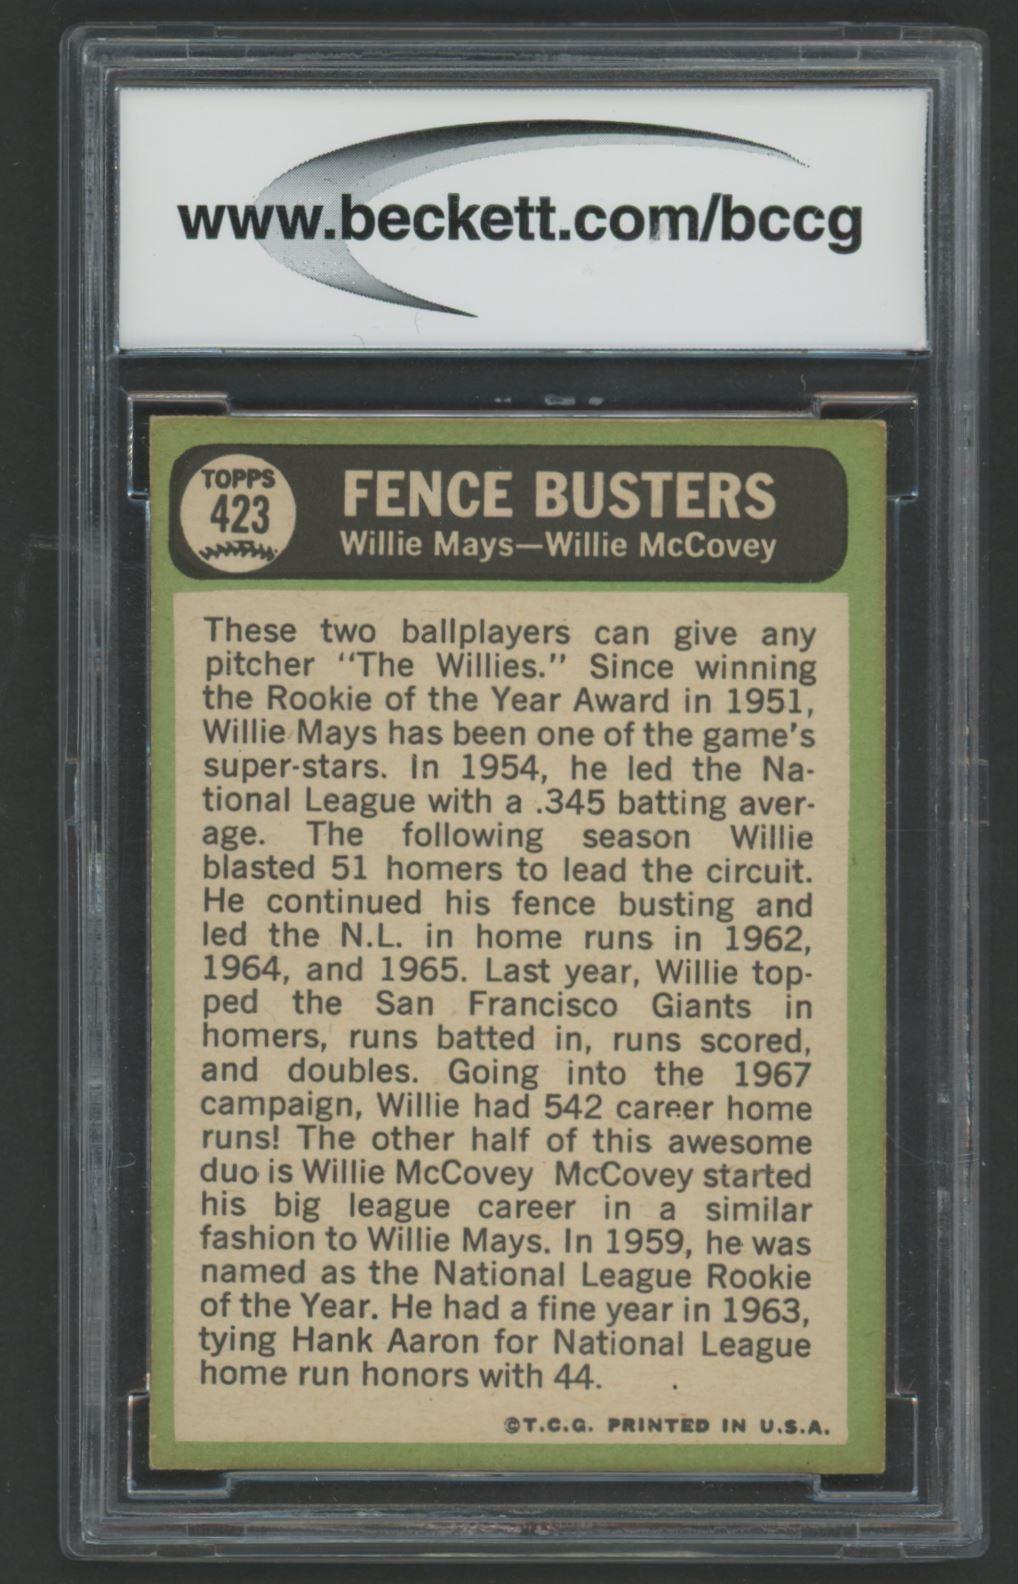 www.beckett.com/bccg
TOPPS
423
FENCE BUSTERS
Willie Mays—Willie McCovey
These two ballplayers can give any
pitcher "The Willies." Since winning
the Rookie of the Year Award in 1951,
Willie Mays has been one of the game's
super-stars. In 1954, he led the Na-
tional League with a .345 batting aver-
age. The following season Willie
blasted 51 homers to lead the circuit.
He continued his fence busting and
led the N.L. in home runs in 1962,
1964, and 1965. Last year, Willie top-
ped the San Francisco Giants in
homers, runs batted in, runs scored,
and doubles. Going into the 1967
campaign, Willie had 542 career home
runs! The other half of this awesome
duo is Willie McCovey McCovey started
his big league career in a similar
fashion to Willie Mays. In 1959, he was
named as the National League Rookie
of the Year. He had a fine year in 1963,
tying Hank Aaron for National League
home run honors with 44.
©T.C.G. PRINTED IN U.S.A.